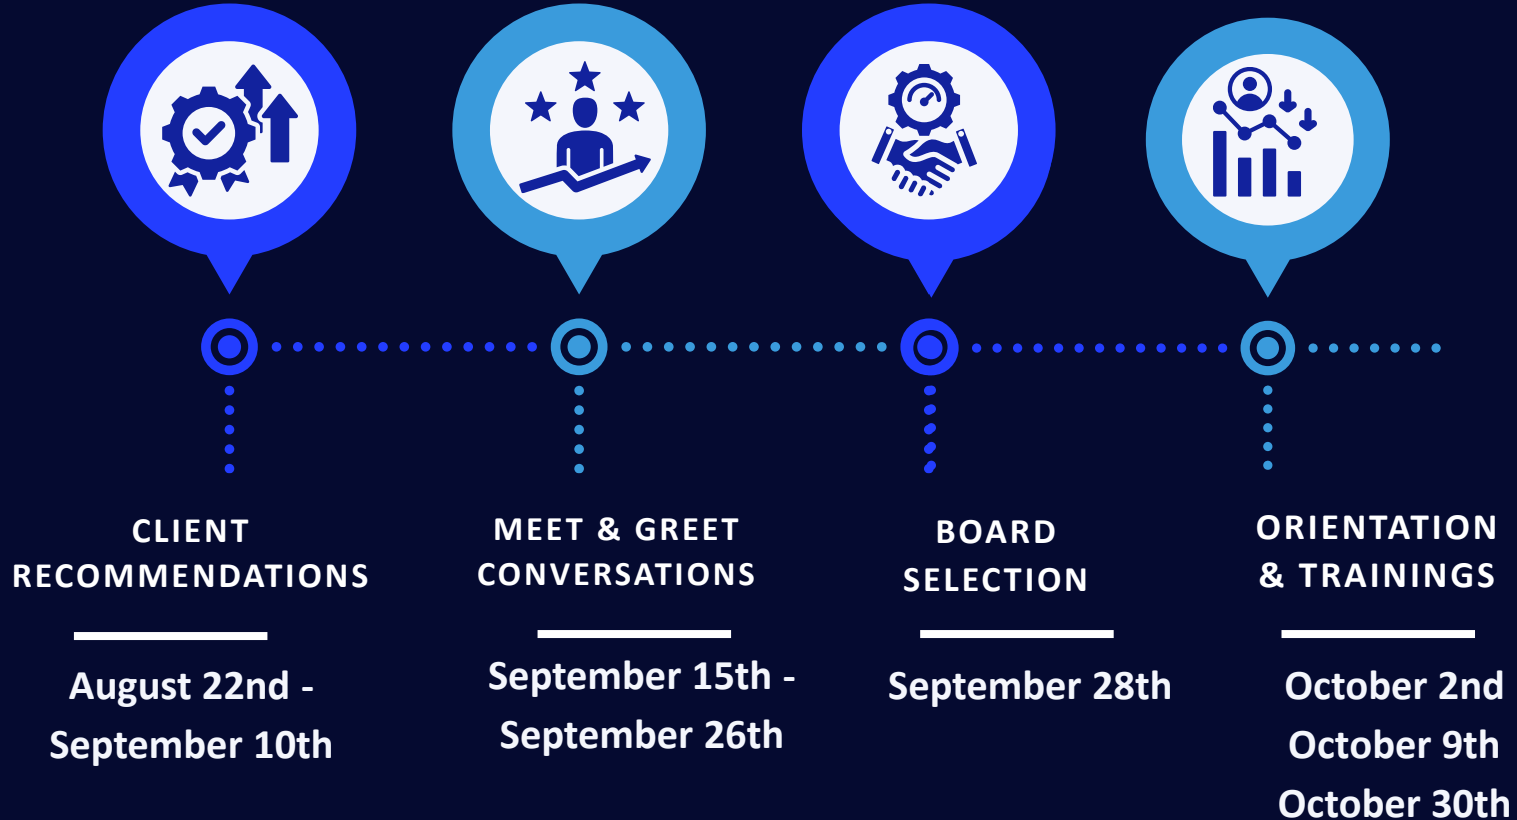 CLIENT
RECOMMENDATIONS
August 22nd -
September 10th
MEET & GREET
CONVERSATIONS
September 15th -
September 26th
BOARD
SELECTION
September 28th
ORIENTATION
& TRAININGS
October 2nd
October 9th
October 30th